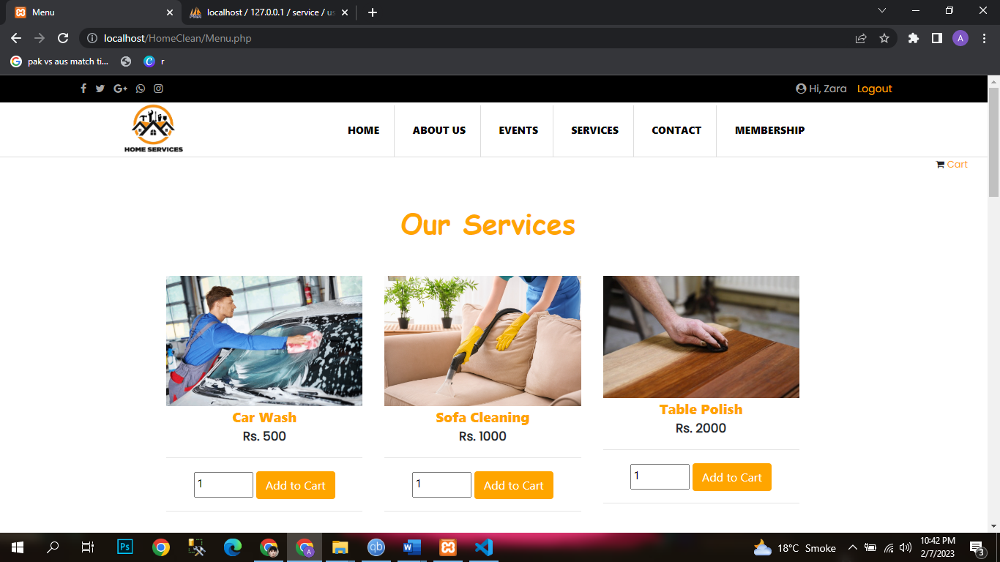 Menu
localhost / 127.0.0.1 / service / us
localhost/HomeClean/Menu.php
A
pak vs aus match ti...
r
Hi, Zara Logout
HOME SERVICES
HOME
ABOUT US
EVENTS
SERVICES
CONTACT
MEMBERSHIP
Cart
Our Services
Car Wash
Rs. 500
1
Add to Cart
Sofa Cleaning
Rs. 1000
1
Add to Cart
Table Polish
Rs. 2000
1
Add to Cart
Ps
qb
18°C Smoke
10:42 PM
2/7/2023
3